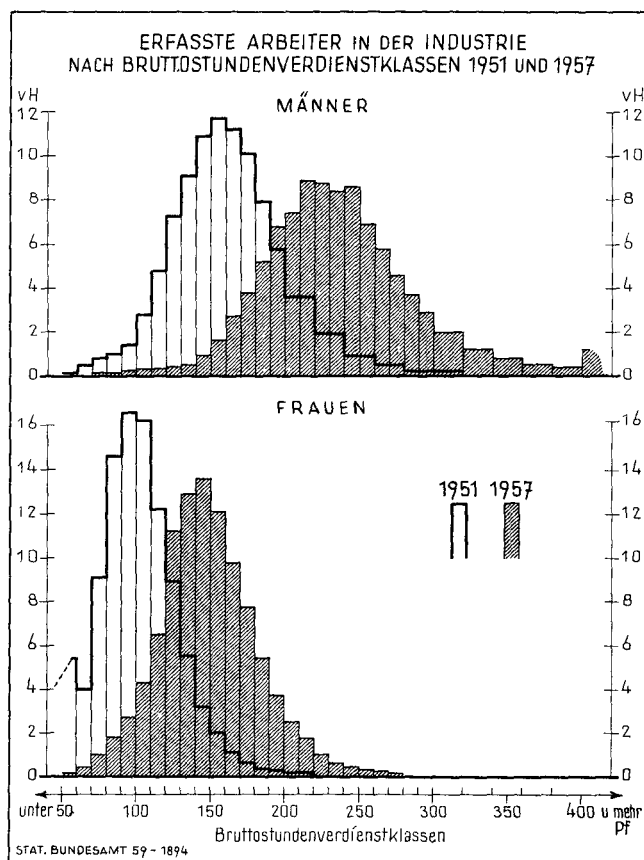 ERFASSTE ARBEITER IN DER INDUSTRIE
NACH BRUTTOSTUNDENVERDIENSTKLASSEN 1951 UND 1957
vH vH
MÄNNER
12 12
10 10
8 8
6 6
4 4
2 2
0 0
FRAUEN
16 16
14 14
1951 1957
12 12
10 10
8 8
6 6
4 4
2 2
0 0
unter 50 100 150 200 250 300 350 400 u mehr
Pf
Bruttostundenverdienstklassen
STAT. BUNDESAMT 59 - 1894